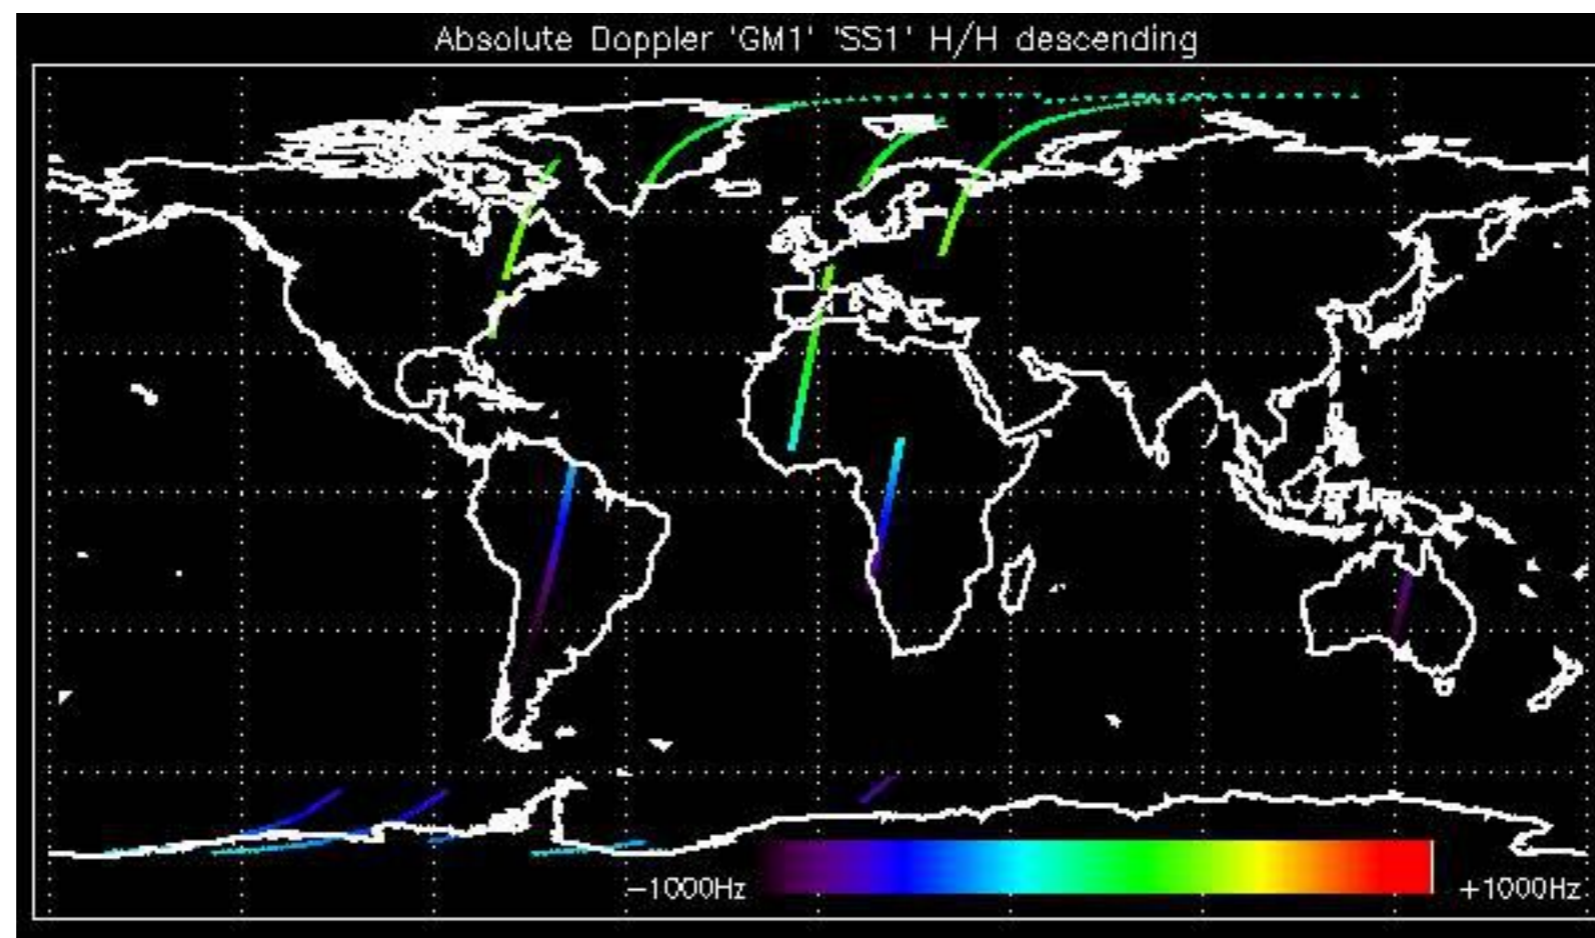 Absolute Doppler 'GM1' 'SS1' H/H descending
−1000Hz
+1000Hz